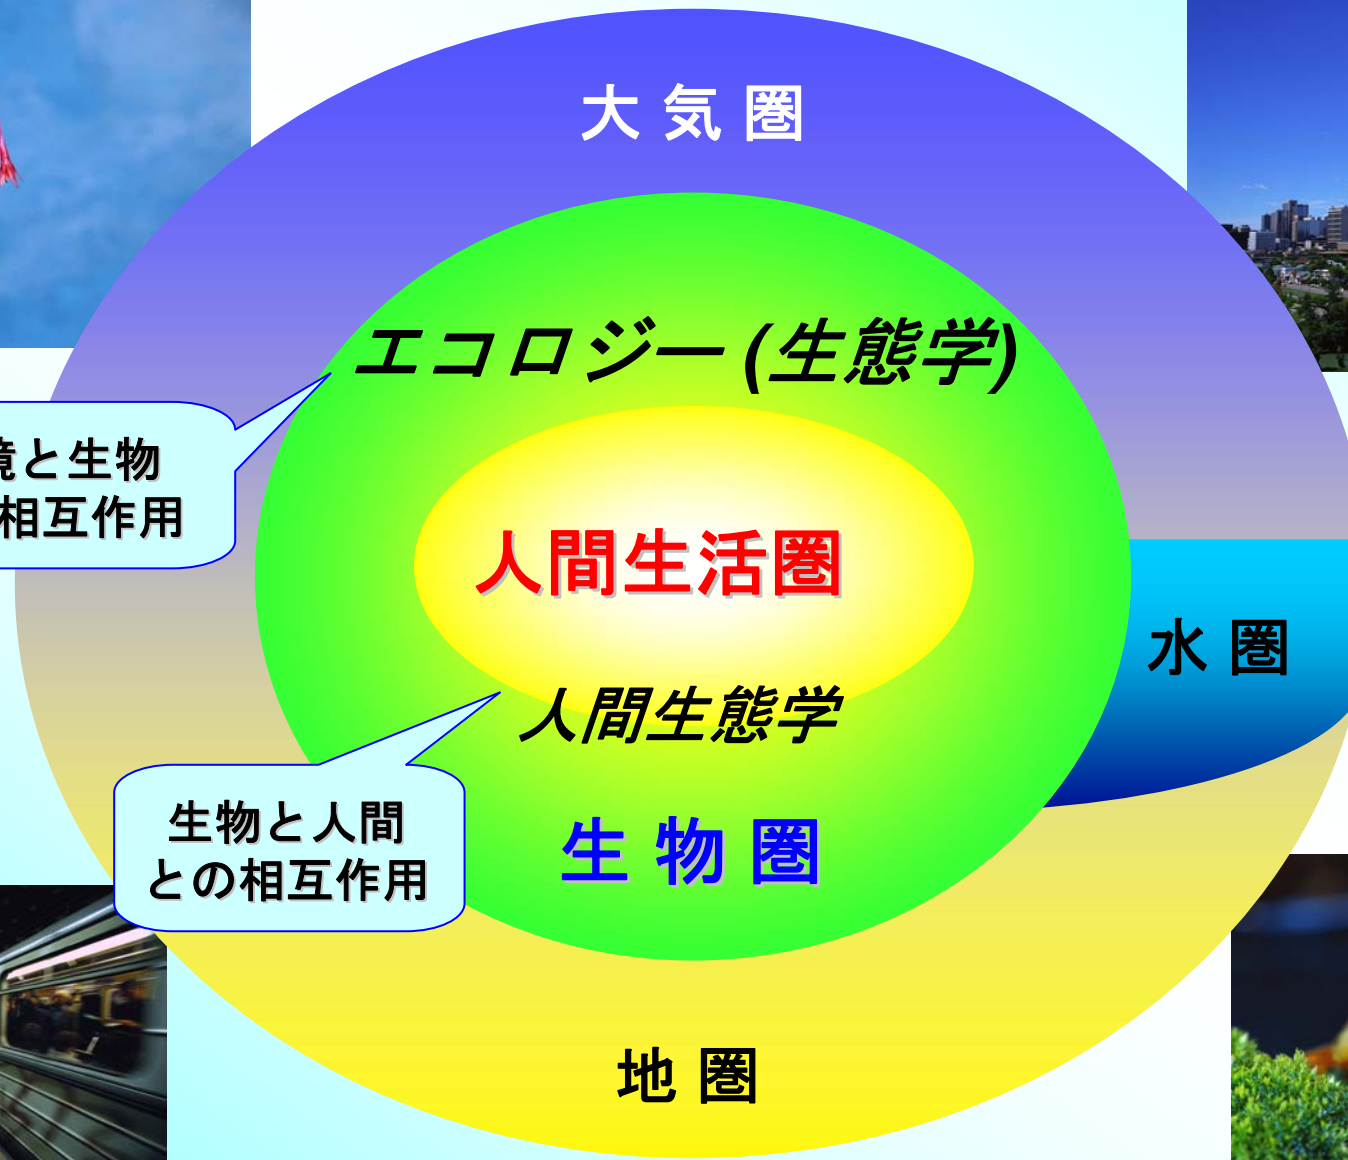 大 気 圏
エコロジー (生態学)
境と生物
相互作用
人間生活圏
水 圏
人間生態学
生物と人間
との相互作用
生 物 圏
地 圏